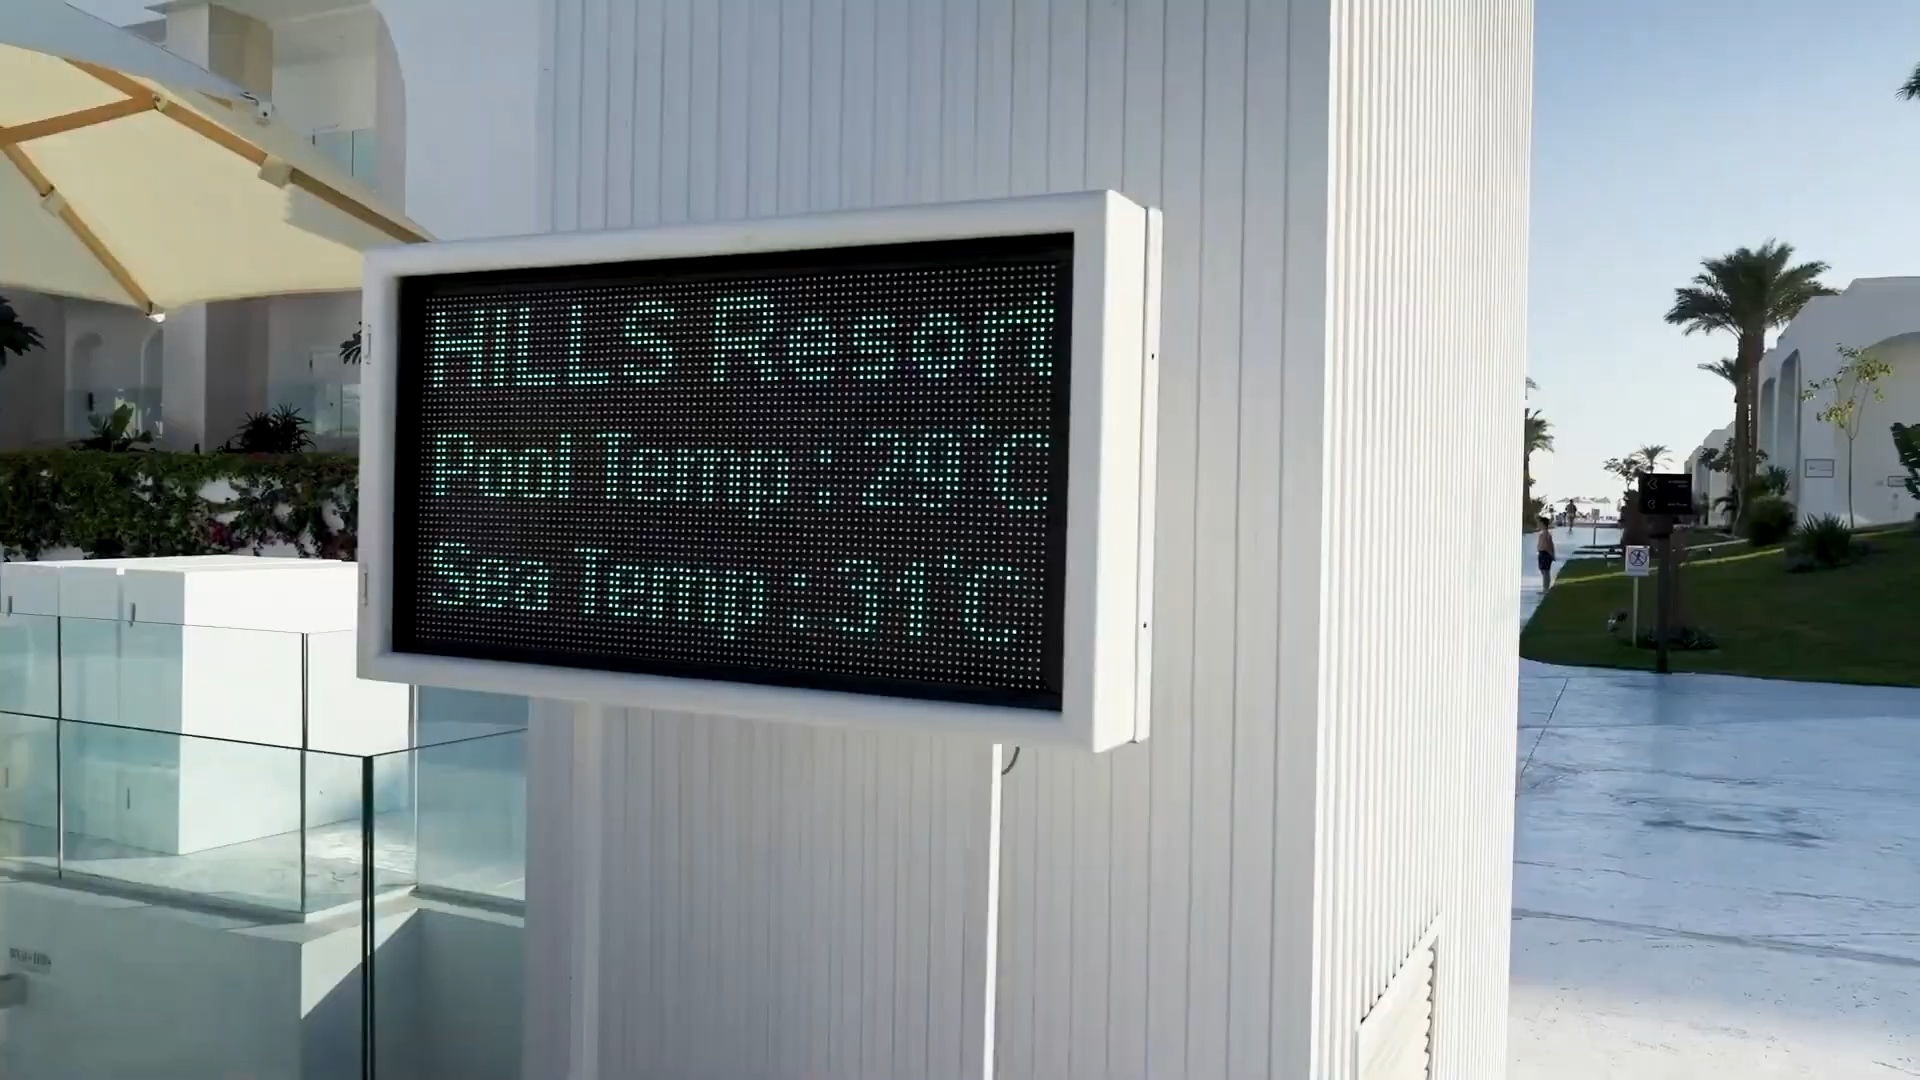 HILLS Resort
Pool Temp : 29°C
Sea Temp : 31°C